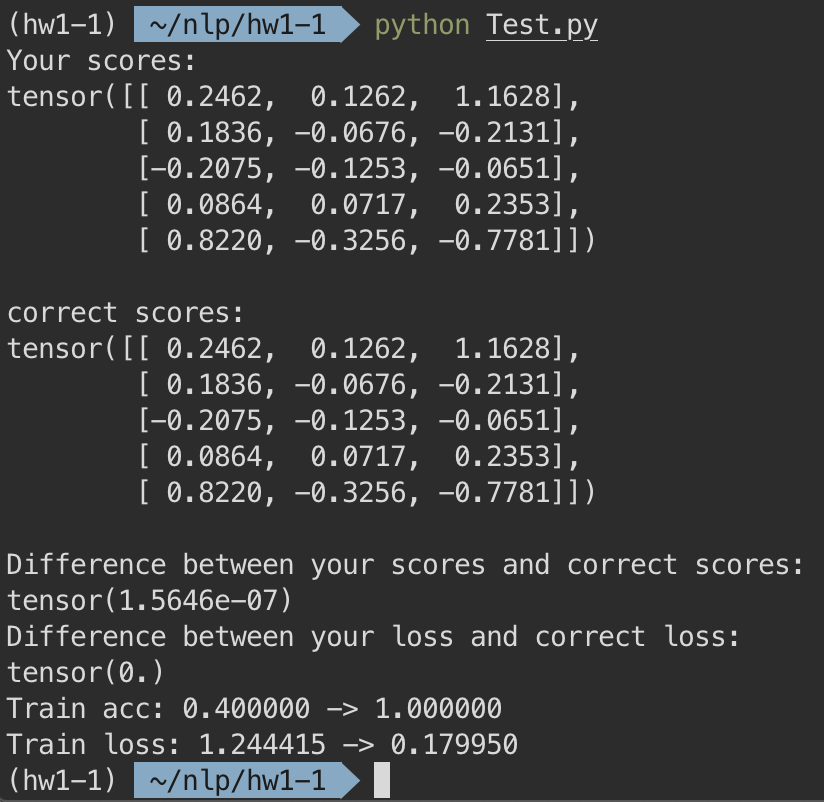 (hw1-1) ~/nlp/hw1-1 python Test.py
Your scores:
tensor([[ 0.2462,  0.1262,  1.1628],
        [ 0.1836, -0.0676, -0.2131],
        [-0.2075, -0.1253, -0.0651],
        [ 0.0864,  0.0717,  0.2353],
        [ 0.8220, -0.3256, -0.7781]])

correct scores:
tensor([[ 0.2462,  0.1262,  1.1628],
        [ 0.1836, -0.0676, -0.2131],
        [-0.2075, -0.1253, -0.0651],
        [ 0.0864,  0.0717,  0.2353],
        [ 0.8220, -0.3256, -0.7781]])

Difference between your scores and correct scores:
tensor(1.5646e-07)
Difference between your loss and correct loss:
tensor(0.)
Train acc: 0.400000 -> 1.000000
Train loss: 1.244415 -> 0.179950
(hw1-1) ~/nlp/hw1-1